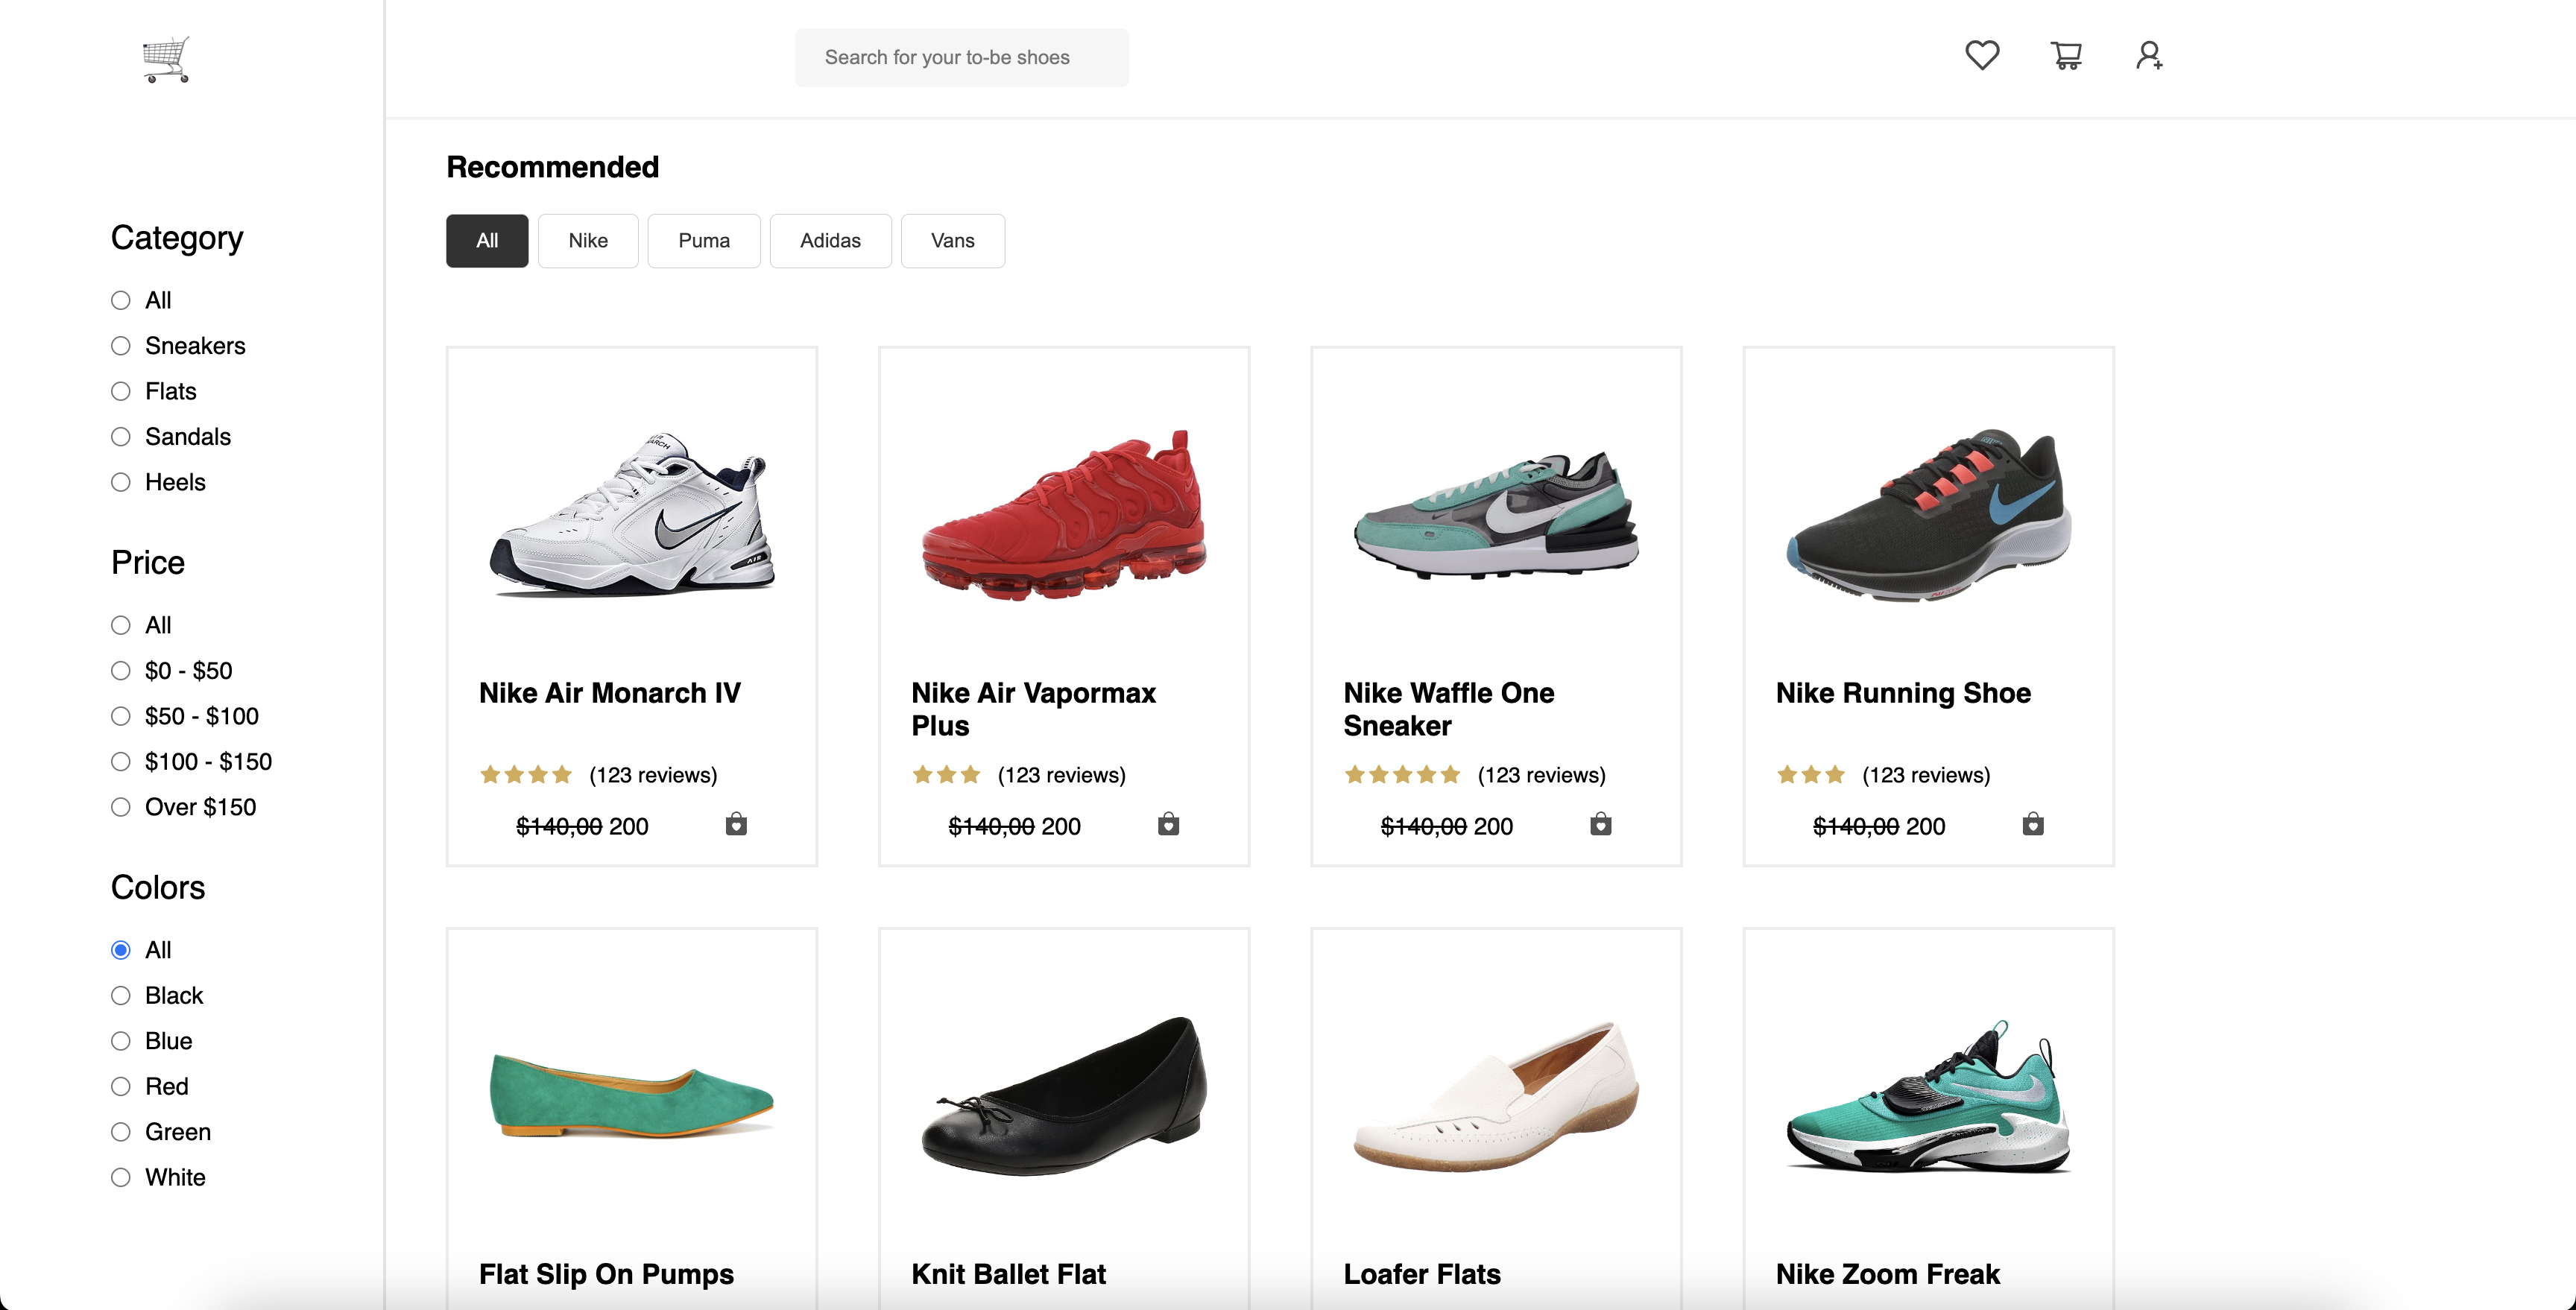 Search for your to-be shoes
Category
All
Sneakers
Flats
Sandals
Heels
Price
All
$0 - $50
$50 - $100
$100 - $150
Over $150
Colors
All
Black
Blue
Red
Green
White
Recommended
All
Nike
Puma
Adidas
Vans
Nike Air Monarch IV
(123 reviews)
$140,00 200
Nike Air Vapormax
Plus
(123 reviews)
$140,00 200
Nike Waffle One
Sneaker
(123 reviews)
$140,00 200
Nike Running Shoe
(123 reviews)
$140,00 200
Flat Slip On Pumps
Knit Ballet Flat
Loafer Flats
Nike Zoom Freak